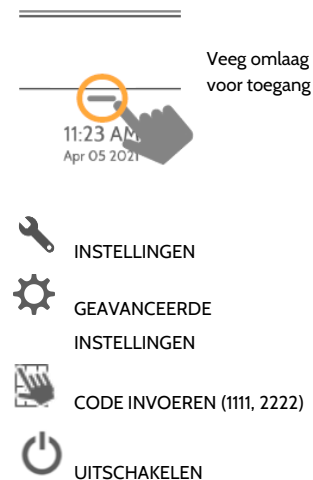 Veeg omlaag
voor toegang
11:23 AM
Apr 05 2021
INSTELLINGEN
GEAVANCEERDE
INSTELLINGEN
CODE INVOEREN (1111, 2222)
UITSCHAKELEN